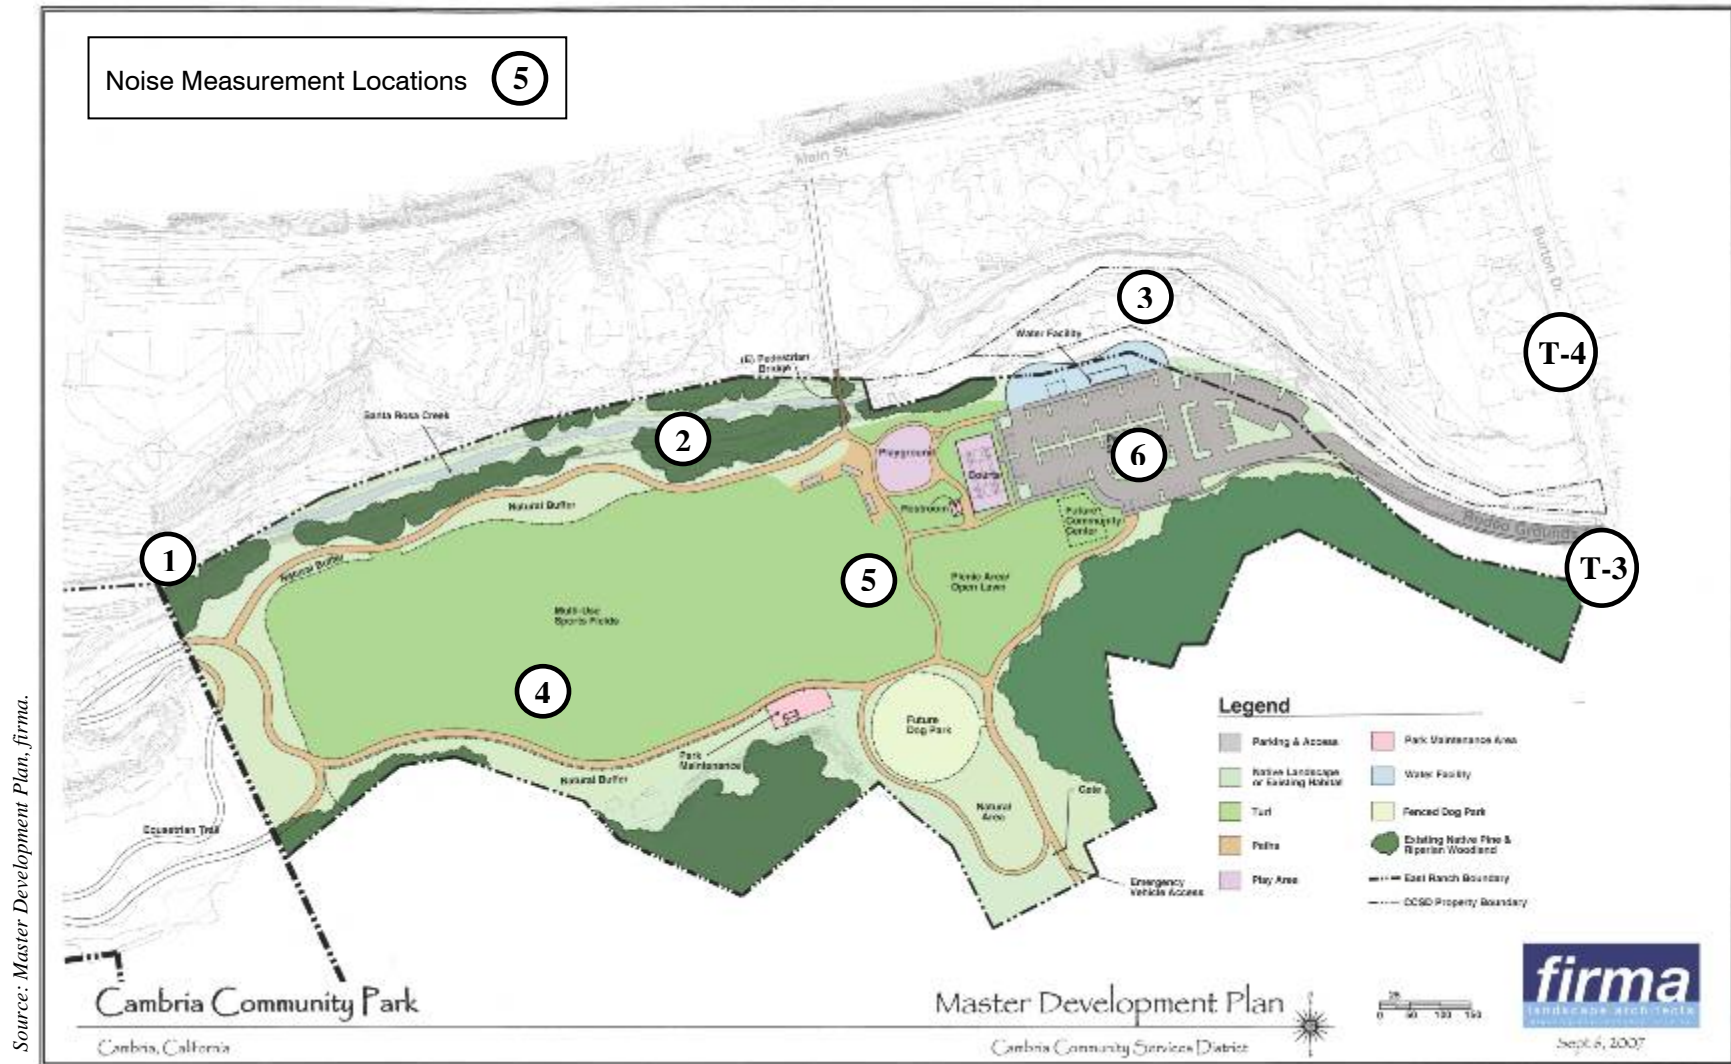 Noise Measurement Locations 5
Main St
Burton Dr
3
T-4
Water Facility
(E) Pedestrian
Bridge
Santa Rosa Creek
2
6
Playground
Courts
Restroom
Future
Community
Center
Natural Buffer
Rodeo Grounds
1
Natural Buffer
5
T-3
Picnic Area/
Open Lawn
Multi-Use
Sports Fields
4
Future
Dog Park
Park
Maintenance
Natural Buffer
Gate
Natural
Area
Equestrian Trail
Emergency
Vehicle Access
Legend
Parking & Access
Native Landscape
or Existing Habitat
Turf
Paths
Play Area
Park Maintenance Area
Water Facility
Fenced Dog Park
Existing Native Pine &
Riparian Woodland
East Ranch Boundary
CCSD Property Boundary
Source: Master Development Plan, firma.
Cambria Community Park
Cambria, California
Master Development Plan
Cambria Community Services District
25
0 50 100 150
firma
landscape architects
Sept 6, 2007